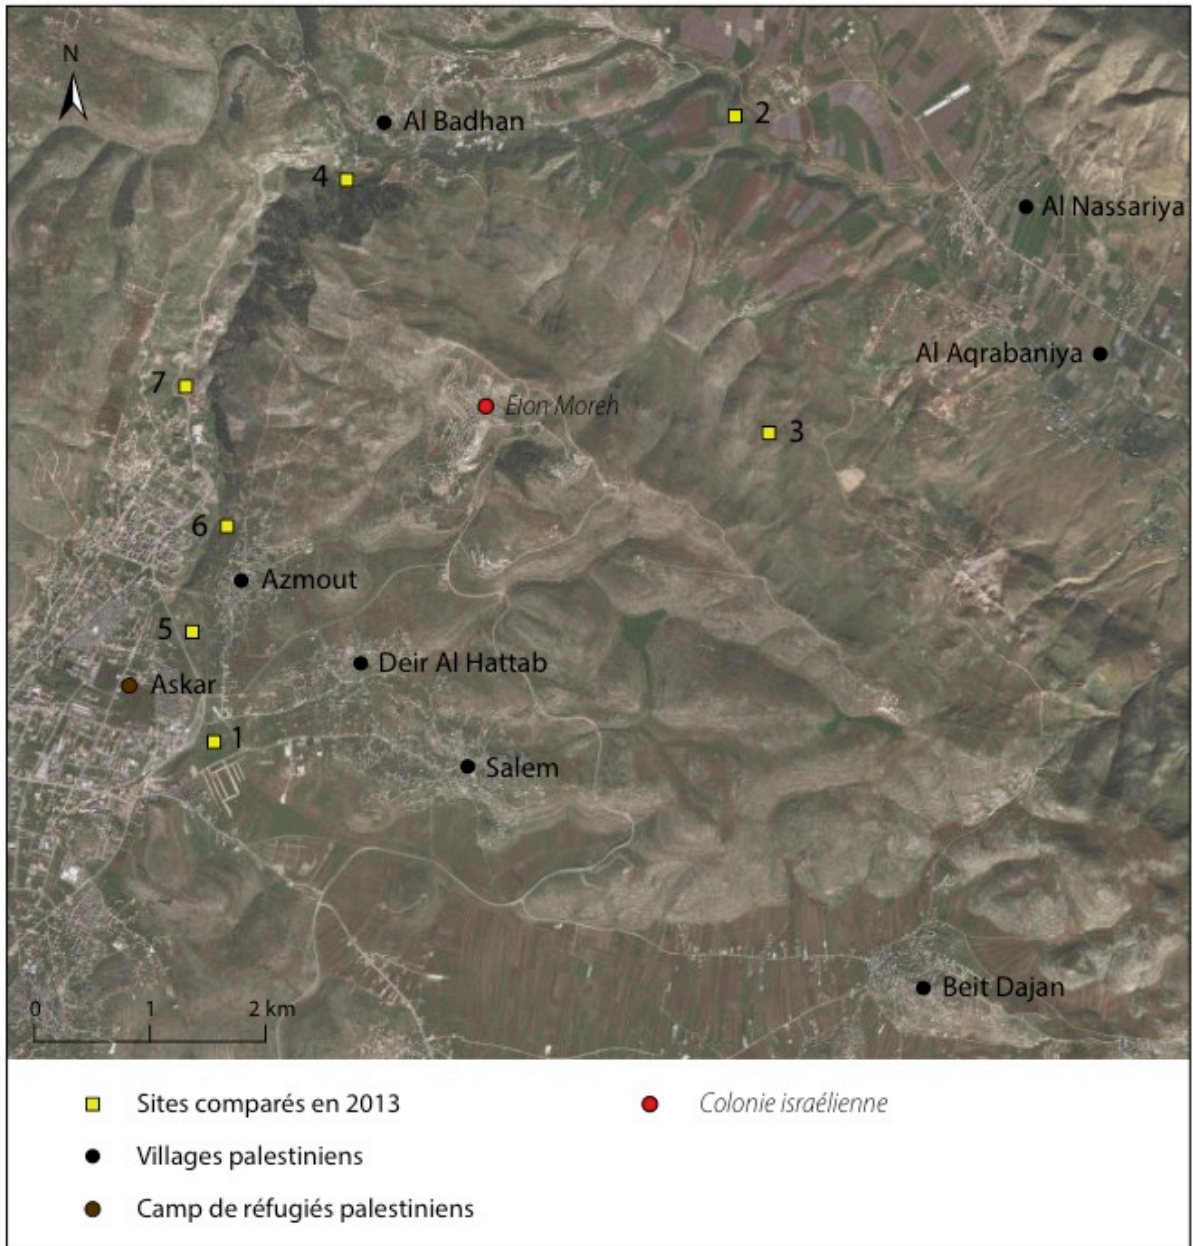 N
Al Badhan
2
4
Al Nassariya
Al Aqrabaniya
7
Elon Moreh
3
6
Azmout
5
Deir Al Hattab
Askar
1
Salem
Beit Dajan
0 1 2 km
Sites comparés en 2013
Colonie israélienne
Villages palestiniens
Camp de réfugiés palestiniens